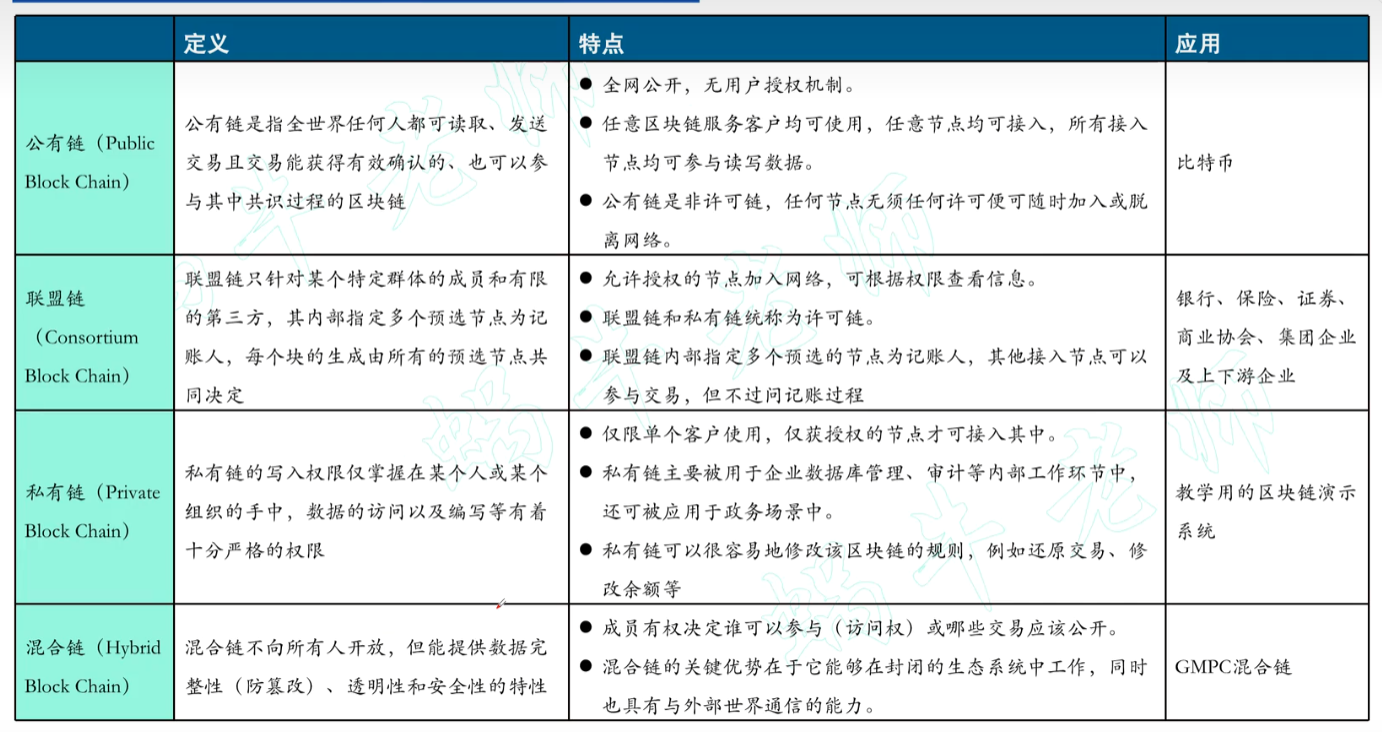 定义
特点
应用
公有链（Public
Block Chain）
公有链是指全世界任何人都可读取、发送
交易且交易能获得有效确认的、也可以参
与其中共识过程的区块链
● 全网公开，无用户授权机制。
● 任意区块链服务客户均可使用，任意节点均可接入，所有接入
节点均可参与读写数据。
● 公有链是非许可链，任何节点无须任何许可便可随时加入或脱
离网络。
比特币
联盟链
（Consortium
Block Chain）
联盟链只针对某个特定群体的成员和有限
的第三方，其内部指定多个预选节点为记
账人，每个块的生成由所有的预选节点共
同决定
● 允许授权的节点加入网络，可根据权限查看信息。
● 联盟链和私有链统称为许可链。
● 联盟链内部指定多个预选的节点为记账人，其他接入节点可以
参与交易，但不过问记账过程
银行、保险、证券、
商业协会、集团企业
及上下游企业
私有链（Private
Block Chain）
私有链的写入权限仅掌握在某个人或某个
组织的手中，数据的访问以及编写等有着
十分严格的权限
● 仅限单个客户使用，仅获授权的节点才可接入其中。
● 私有链主要被用于企业数据库管理、审计等内部工作环节中，
还可被应用于政务场景中。
● 私有链可以很容易地修改该区块链的规则，例如还原交易、修
改余额等
教学用的区块链演示
系统
混合链（Hybrid
Block Chain）
混合链不向所有人开放，但能提供数据完
整性（防篡改）、透明性和安全性的特性
● 成员有权决定谁可以参与（访问权）或哪些交易应该公开。
● 混合链的关键优势在于它能够在封闭的生态系统中工作，同时
也具有与外部世界通信的能力。
GMPC混合链
蜗牛老师
蜗牛老师
蜗牛老师